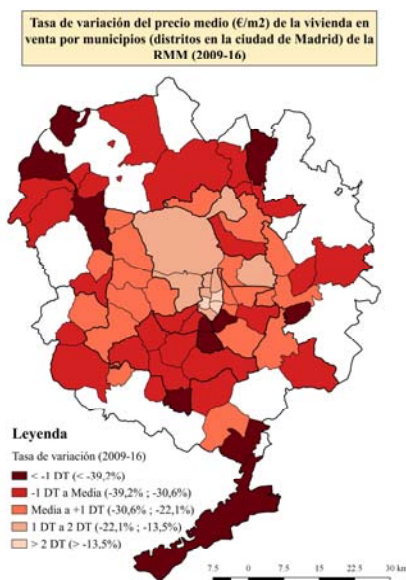 Tasa de variación del precio medio (€/m2) de la vivienda en
venta por municipios (distritos en la ciudad de Madrid) de la
RMM (2009-16)
Leyenda
Tasa de variación (2009-16)
< -1 DT (< -39,2%)
-1 DT a Media (-39,2% ; -30,6%)
Media a +1 DT (-30,6% ; -22,1%)
1 DT a 2 DT (-22,1% ; -13,5%)
> 2 DT (> -13,5%)
7.5 0 7.5 15 22.5 30 km